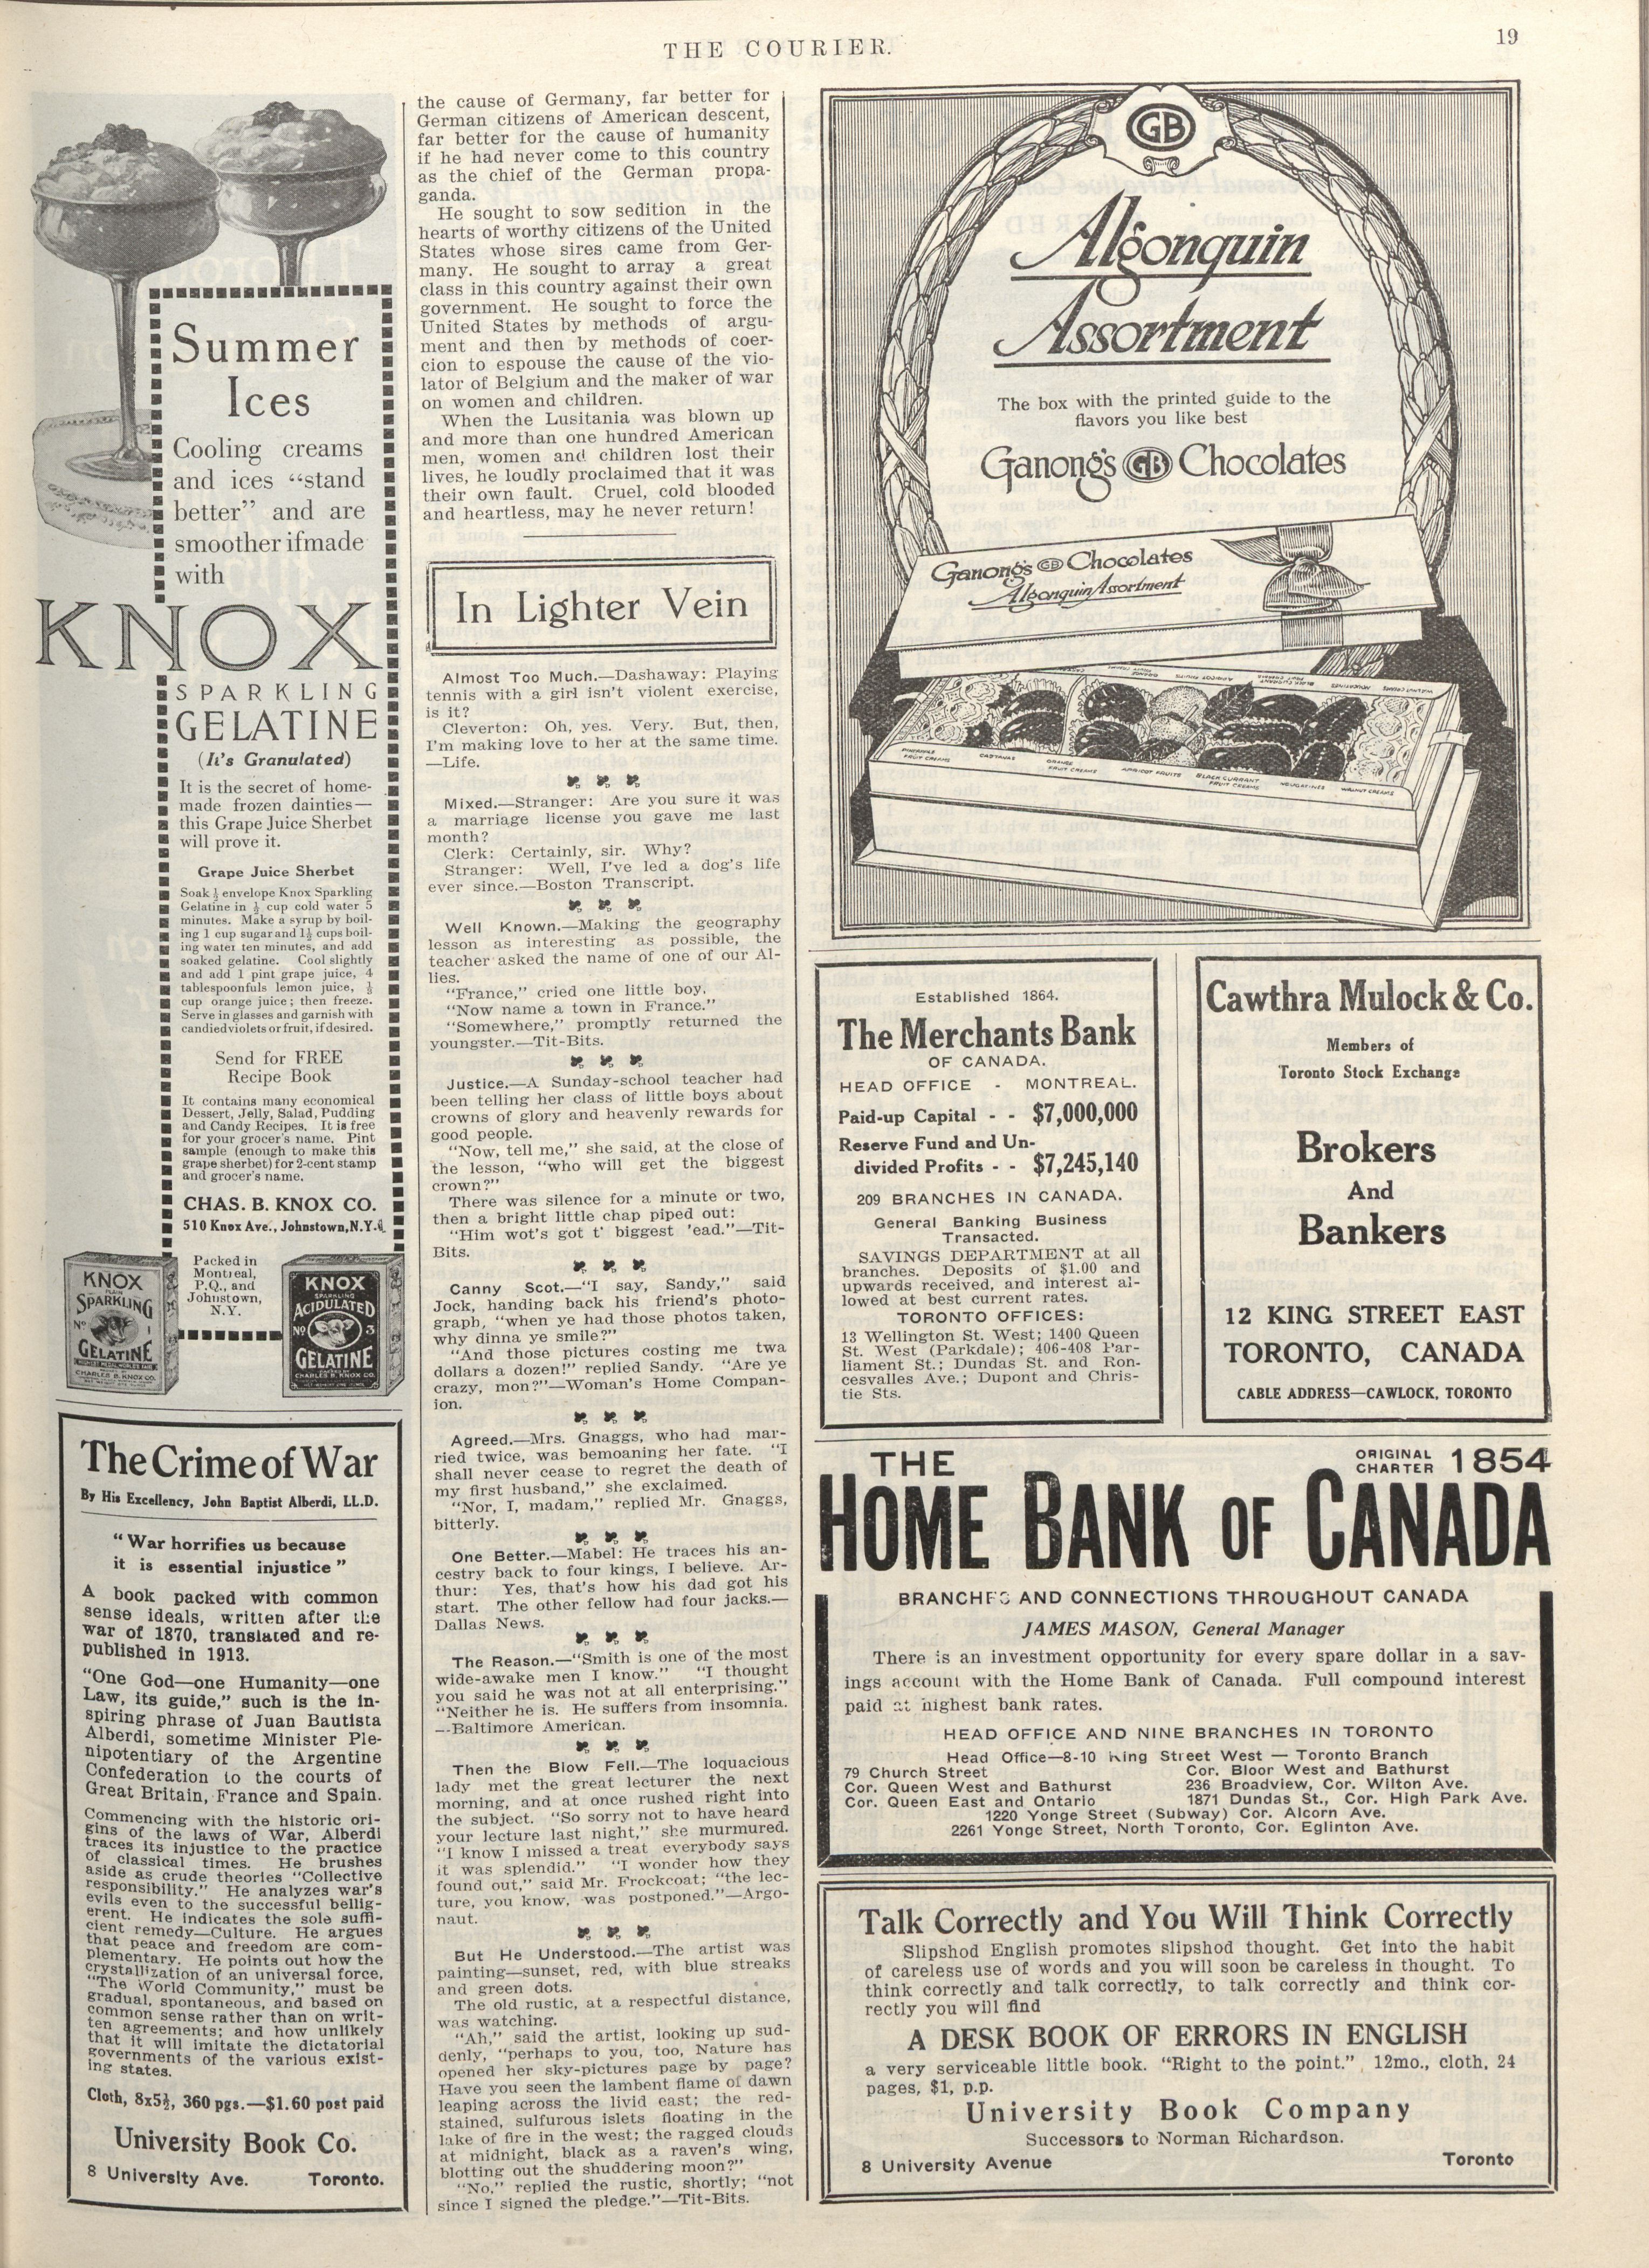 THE COURIER.
19
Summer
Ices
Cooling creams
and ices “stand
better” and are
smoother if made
with
KNOX
SPARKLING
GELATINE
(It's Granulated)
It is the secret of home-
made frozen dainties—
this Grape Juice Sherbet
will prove it.
Grape Juice Sherbet
Soak ½ envelope Knox Sparkling
Gelatine in ½ cup cold water 5
minutes. Make a syrup by boil-
ing 1 cup sugar and 1½ cups boil-
ing water ten minutes, and add
soaked gelatine. Cool slightly
and add 1 pint grape juice, 4
tablespoonfuls lemon juice, ⅓
cup orange juice; then freeze.
Serve in glasses and garnish with
candied violets or fruit, if desired.
Send for FREE
Recipe Book
It contains many economical
Dessert, Jelly, Salad, Pudding
and Candy Recipes. It is free
for your grocer's name. Pint
sample (enough to make this
grape sherbet) for 2-cent stamp
and grocer's name.
CHAS. B. KNOX CO.
510 Knox Ave., Johnstown, N.Y.
Packed in
Montreal,
P.Q., and
Johnstown,
N.Y.
KNOX
PLAIN
SPARKLING
No 1
GELATINE
CHARLES B. KNOX CO.
KNOX
SPARKLING
ACIDULATED
No 3
GELATINE
CHARLES B. KNOX CO.
The Crime of War
By His Excellency, John Baptist Alberdi, LL.D.
“War horrifies us because
it is essential injustice”
A book packed with common
sense ideals, written after the
war of 1870, translated and re-
published in 1913.
“One God—one Humanity—one
Law, its guide,” such is the in-
spiring phrase of Juan Bautista
Alberdi, sometime Minister Ple-
nipotentiary of the Argentine
Confederation to the courts of
Great Britain, France and Spain.
Commencing with the historic ori-
gins of the laws of War, Alberdi
traces its injustice to the practice
of classical times. He brushes
aside as crude theories “Collective
responsibility.” He analyzes war's
evils even to the successful bellig-
erent. He indicates the sole suffi-
cient remedy—Culture. He argues
that peace and freedom are com-
plementary. He points out how the
crystallization of an universal force,
“The World Community,” must be
gradual, spontaneous, and based on
common sense rather than on writ-
ten agreements; and how unlikely
that it will imitate the dictatorial
governments of the various exist-
ing states.
Cloth, 8x5½, 360 pgs.—$1.60 post paid
University Book Co.
8 University Ave. Toronto.
the cause of Germany, far better for
German citizens of American descent,
far better for the cause of humanity
if he had never come to this country
as the chief of the German propa-
ganda.
He sought to sow sedition in the
hearts of worthy citizens of the United
States whose sires came from Ger-
many. He sought to array a great
class in this country against their own
government. He sought to force the
United States by methods of argu-
ment and then by methods of coer-
cion to espouse the cause of the vio-
lator of Belgium and the maker of war
on women and children.
When the Lusitania was blown up
and more than one hundred American
men, women and children lost their
lives, he loudly proclaimed that it was
their own fault. Cruel, cold blooded
and heartless, may he never return!
In Lighter Vein
Almost Too Much.—Dashaway: Playing
tennis with a girl isn't violent exercise,
is it?
Cleverton: Oh, yes. Very. But, then,
I'm making love to her at the same time.
—Life.
Mixed.—Stranger: Are you sure it was
a marriage license you gave me last
month?
Clerk: Certainly, sir. Why?
Stranger: Well, I've led a dog's life
ever since.—Boston Transcript.
Well Known.—Making the geography
lesson as interesting as possible, the
teacher asked the name of one of our Al-
lies.
“France,” cried one little boy.
“Now name a town in France.”
“Somewhere,” promptly returned the
youngster.—Tit-Bits.
Justice.—A Sunday-school teacher had
been telling her class of little boys about
crowns of glory and heavenly rewards for
good people.
“Now, tell me,” she said, at the close of
the lesson, “who will get the biggest
crown?”
There was silence for a minute or two,
then a bright little chap piped out:
“Him wot's got t' biggest 'ead.”—Tit-
Bits.
Canny Scot.—“I say, Sandy,” said
Jock, handing back his friend's photo-
graph, “when ye had those photos taken,
why dinna ye smile?”
“And those pictures costing me twa
dollars a dozen!” replied Sandy. “Are ye
crazy, mon?”—Woman's Home Compan-
ion.
Agreed.—Mrs. Gnaggs, who had mar-
ried twice, was bemoaning her fate. “I
shall never cease to regret the death of
my first husband,” she exclaimed.
“Nor, I, madam,” replied Mr. Gnaggs,
bitterly.
One Better.—Mabel: He traces his an-
cestry back to four kings, I believe. Ar-
thur: Yes, that's how his dad got his
start. The other fellow had four jacks.—
Dallas News.
The Reason.—“Smith is one of the most
wide-awake men I know.” “I thought
you said he was not at all enterprising.”
“Neither he is. He suffers from insomnia.
—Baltimore American.
Then the Blow Fell.—The loquacious
lady met the great lecturer the next
morning, and at once rushed right into
the subject. “So sorry not to have heard
your lecture last night,” she murmured.
“I know I missed a treat everybody says
it was splendid.” “I wonder how they
found out,” said Mr. Frockcoat; “the lec-
ture, you know, was postponed.”—Argo-
naut.
But He Understood.—The artist was
painting—sunset, red, with blue streaks
and green dots.
The old rustic, at a respectful distance,
was watching.
“Ah,” said the artist, looking up sud-
denly, “perhaps to you, too, Nature has
opened her sky-pictures page by page?
Have you seen the lambent flame of dawn
leaping across the livid east; the red-
stained, sulfurous islets floating in the
lake of fire in the west; the ragged clouds
at midnight, black as a raven's wing,
blotting out the shuddering moon?”
“No,” replied the rustic, shortly; “not
since I signed the pledge.”—Tit-Bits.
GB
Algonquin
Assortment
The box with the printed guide to the
flavors you like best
Ganong's GB Chocolates
Ganong's GB Chocolates
Algonquin Assortment
PINEAPPLE FRUIT CREAMS
CASTANAS
ORANGE FRUIT CREAMS
APRICOT FRUITS
BLACK CURRANT FRUIT CREAMS
NOUGATINES
WALNUT CREAMS
Established 1864.
The Merchants Bank
OF CANADA.
HEAD OFFICE - MONTREAL.
Paid-up Capital - - $7,000,000
Reserve Fund and Un-
divided Profits - - $7,245,140
209 BRANCHES IN CANADA.
General Banking Business
Transacted.
SAVINGS DEPARTMENT at all
branches. Deposits of $1.00 and
upwards received, and interest al-
lowed at best current rates.
TORONTO OFFICES:
13 Wellington St. West; 1400 Queen
St. West (Parkdale); 406-408 Par-
liament St.; Dundas St. and Ron-
cesvalles Ave.; Dupont and Chris-
tie Sts.
Cawthra Mulock & Co.
Members of
Toronto Stock Exchange
Brokers
And
Bankers
12 KING STREET EAST
TORONTO, CANADA
CABLE ADDRESS—CAWLOCK, TORONTO
THE
ORIGINAL
CHARTER 1854
HOME BANK OF CANADA
BRANCHES AND CONNECTIONS THROUGHOUT CANADA
JAMES MASON, General Manager
There is an investment opportunity for every spare dollar in a sav-
ings account with the Home Bank of Canada. Full compound interest
paid at highest bank rates.
HEAD OFFICE AND NINE BRANCHES IN TORONTO
Head Office—8-10 King Street West — Toronto Branch
79 Church Street Cor. Bloor West and Bathurst
Cor. Queen West and Bathurst 236 Broadview, Cor. Wilton Ave.
Cor. Queen East and Ontario 1871 Dundas St., Cor. High Park Ave.
1220 Yonge Street (Subway) Cor. Alcorn Ave.
2261 Yonge Street, North Toronto, Cor. Eglinton Ave.
Talk Correctly and You Will Think Correctly
Slipshod English promotes slipshod thought. Get into the habit
of careless use of words and you will soon be careless in thought. To
think correctly and talk correctly, to talk correctly and think cor-
rectly you will find
A DESK BOOK OF ERRORS IN ENGLISH
a very serviceable little book. “Right to the point.” 12mo., cloth, 24
pages, $1, p.p.
University Book Company
Successors to Norman Richardson.
8 University Avenue Toronto